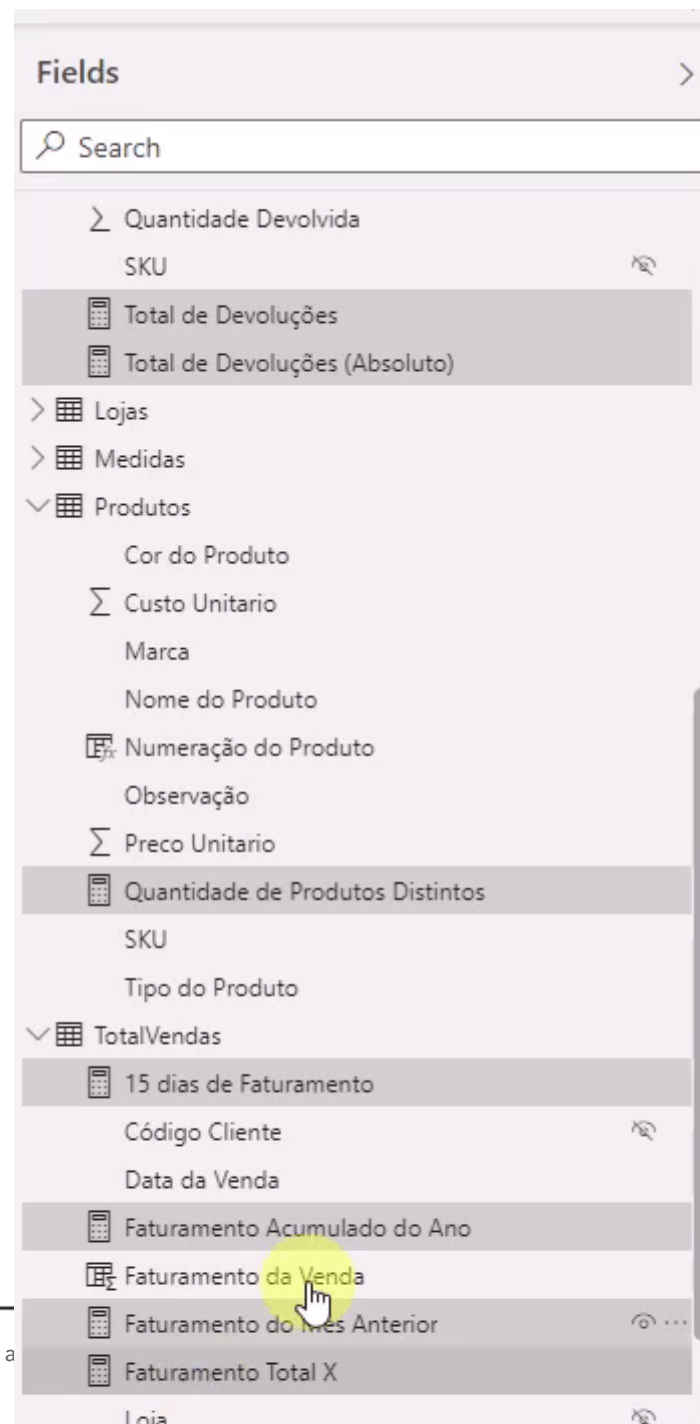 Fields
Search
Quantidade Devolvida
SKU
Total de Devoluções
Total de Devoluções (Absoluto)
Lojas
Medidas
Produtos
Cor do Produto
Custo Unitario
Marca
Nome do Produto
Numeração do Produto
Observação
Preco Unitario
Quantidade de Produtos Distintos
SKU
Tipo do Produto
TotalVendas
15 dias de Faturamento
Código Cliente
Data da Venda
Faturamento Acumulado do Ano
Faturamento da Venda
Faturamento do Mês Anterior
a
Faturamento Total X
Loja